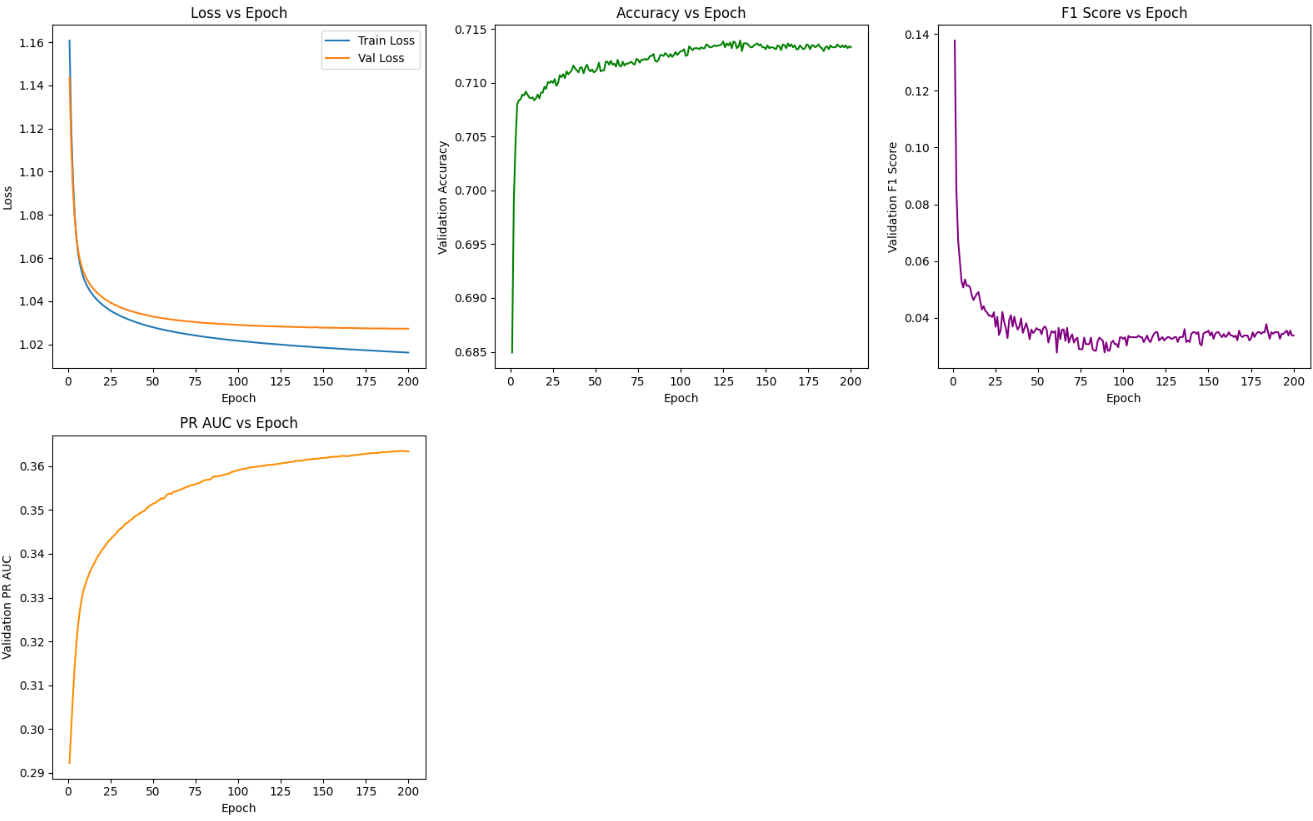 Loss vs Epoch
Train Loss
Val Loss
1.16
1.14
1.12
1.10
1.08
1.06
1.04
1.02
Loss
0 25 50 75 100 125 150 175 200
Epoch
Accuracy vs Epoch
0.715
0.710
0.705
0.700
0.695
0.690
0.685
Validation Accuracy
0 25 50 75 100 125 150 175 200
Epoch
F1 Score vs Epoch
0.14
0.12
0.10
0.08
0.06
0.04
Validation F1 Score
0 25 50 75 100 125 150 175 200
Epoch
PR AUC vs Epoch
0.36
0.35
0.34
0.33
0.32
0.31
0.30
0.29
Validation PR AUC
0 25 50 75 100 125 150 175 200
Epoch